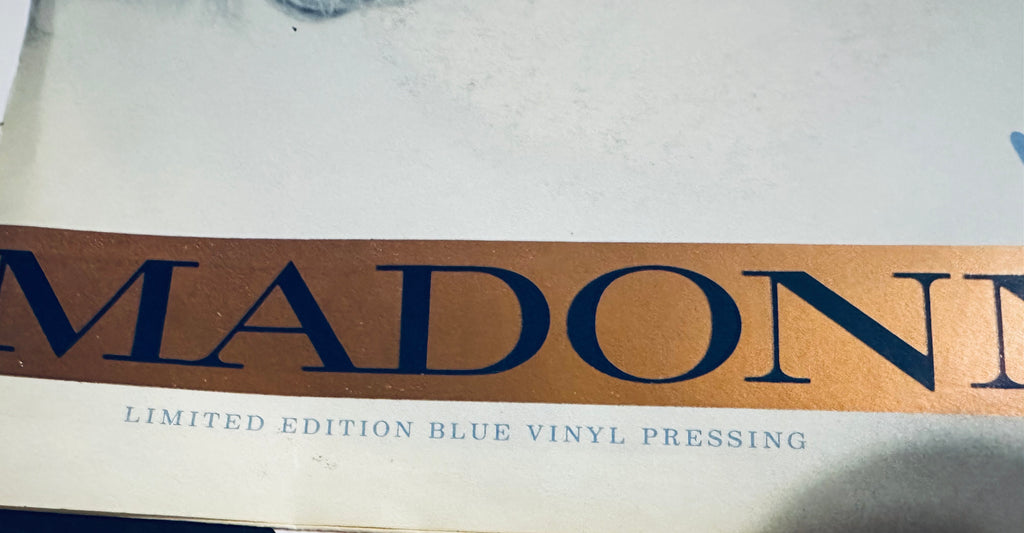 MADONN
LIMITED EDITION BLUE VINYL PRESSING